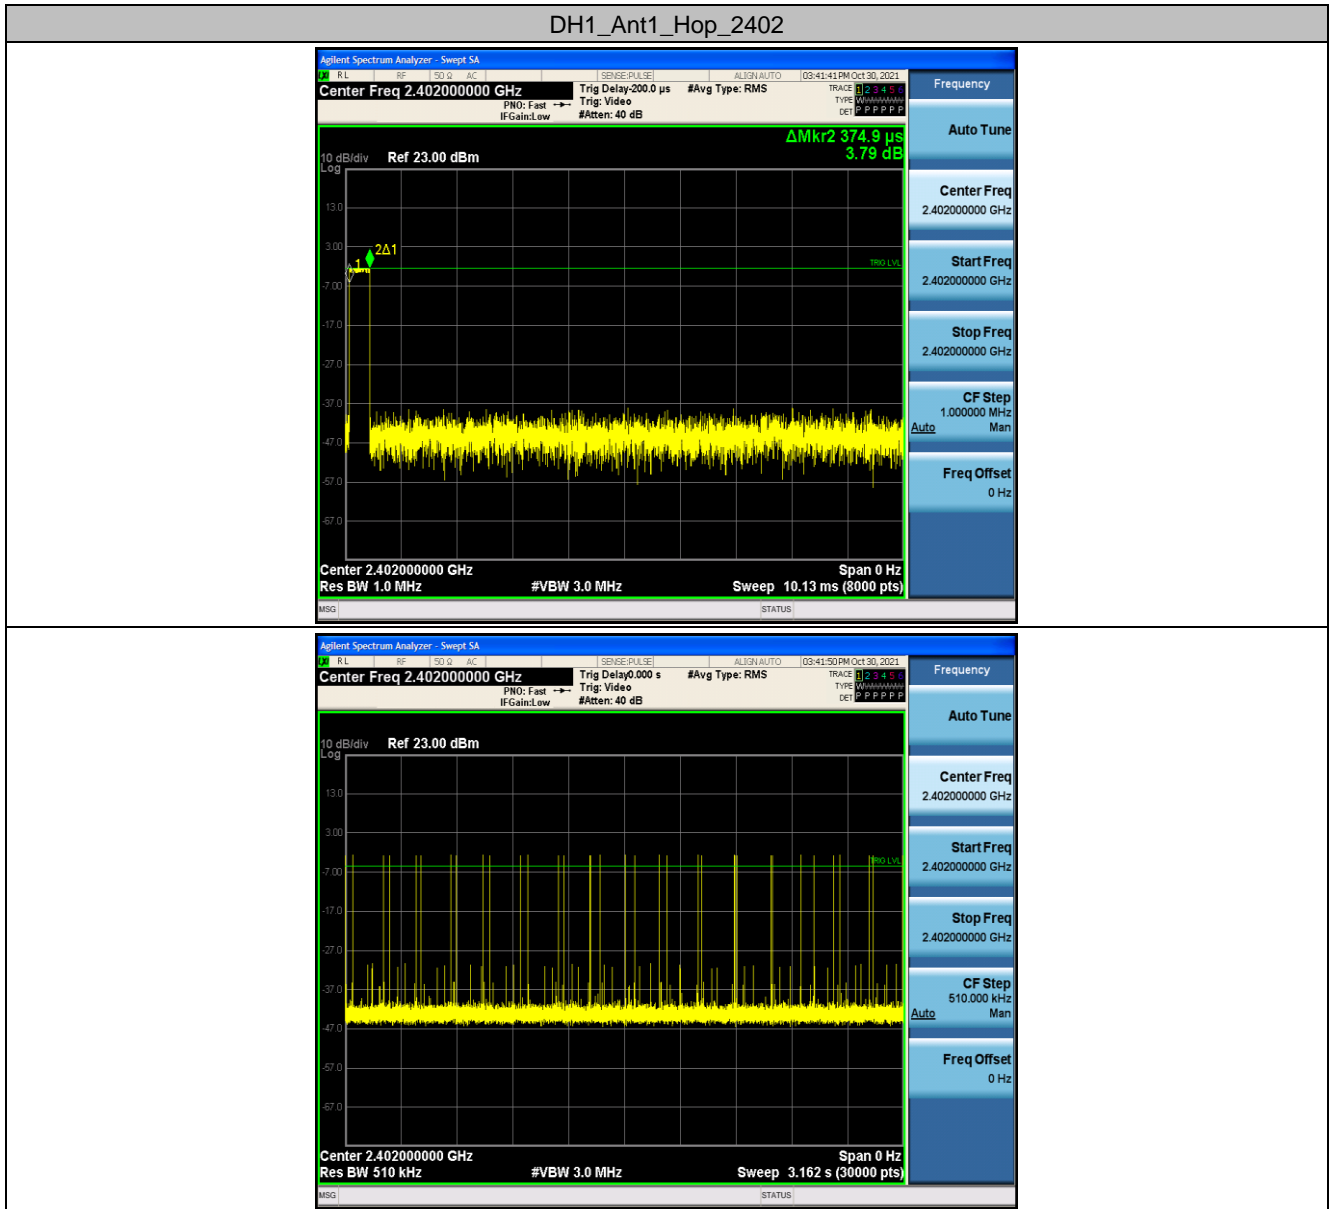 DH1_Ant1_Hop_2402
Agilent Spectrum Analyzer - Swept SA
LXI RL RF 50 Ω AC SENSE:PULSE ALIGN AUTO 03:41:41 PM Oct 30, 2021
Center Freq 2.402000000 GHz
PNO: Fast
IFGain:Low
Trig Delay-200.0 µs
Trig: Video
#Atten: 40 dB
#Avg Type: RMS
TRACE 1 2 3 4 5 6
TYPE W
DET P P P P P P
ΔMkr2 374.9 µs
3.79 dB
10 dB/div Ref 23.00 dBm
Log
13.0
3.00
-7.00
-17.0
-27.0
-37.0
-47.0
-57.0
-67.0
1
2Δ1
TRIG LVL
Center 2.402000000 GHz
Span 0 Hz
Res BW 1.0 MHz
#VBW 3.0 MHz
Sweep 10.13 ms (8000 pts)
MSG
STATUS
Frequency
Auto Tune
Center Freq
2.402000000 GHz
Start Freq
2.402000000 GHz
Stop Freq
2.402000000 GHz
CF Step
1.000000 MHz
Auto Man
Freq Offset
0 Hz
Agilent Spectrum Analyzer - Swept SA
LXI RL RF 50 Ω AC SENSE:PULSE ALIGN AUTO 03:41:50 PM Oct 30, 2021
Center Freq 2.402000000 GHz
PNO: Fast
IFGain:Low
Trig Delay0.000 s
Trig: Video
#Atten: 40 dB
#Avg Type: RMS
TRACE 1 2 3 4 5 6
TYPE W
DET P P P P P P
10 dB/div Ref 23.00 dBm
Log
13.0
3.00
-7.00
-17.0
-27.0
-37.0
-47.0
-57.0
-67.0
TRIG LVL
Center 2.402000000 GHz
Span 0 Hz
Res BW 510 kHz
#VBW 3.0 MHz
Sweep 3.162 s (30000 pts)
MSG
STATUS
Frequency
Auto Tune
Center Freq
2.402000000 GHz
Start Freq
2.402000000 GHz
Stop Freq
2.402000000 GHz
CF Step
510.000 kHz
Auto Man
Freq Offset
0 Hz